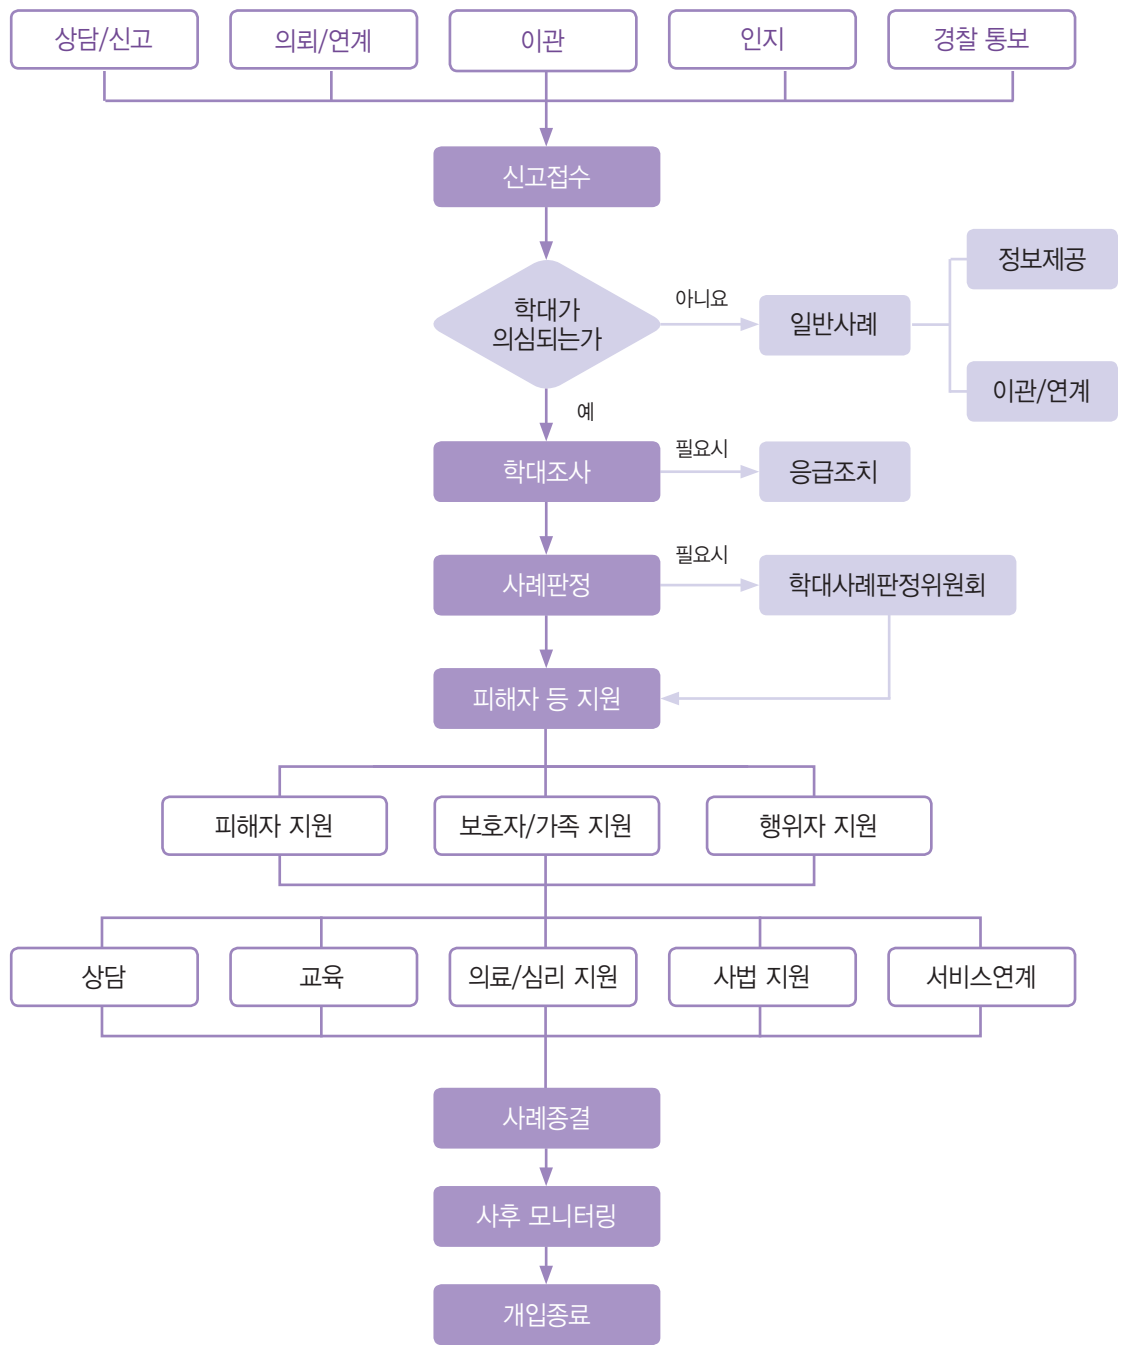 상담/신고
의뢰/연계
이관
인지
경찰 통보
신고접수
학대가
의심되는가
아니요
일반사례
정보제공
이관/연계
예
학대조사
필요시
응급조치
사례판정
필요시
학대사례판정위원회
피해자 등 지원
피해자 지원
보호자/가족 지원
행위자 지원
상담
교육
의료/심리 지원
사법 지원
서비스연계
사례종결
사후 모니터링
개입종료